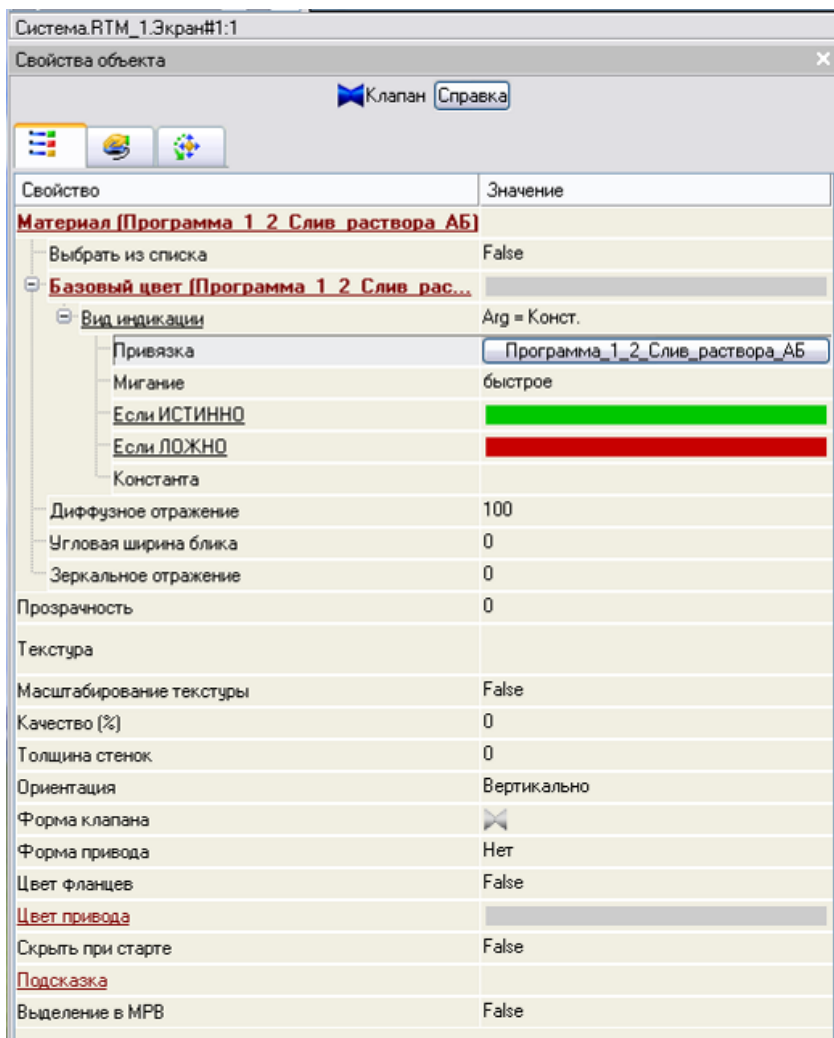 Система.RTM_1.Экран#1:1
Свойства объекта
Клапан Справка
Свойство Значение
Материал (Программа_1_2_Слив_раствора_АБ)
Выбрать из списка False
Базовый цвет (Программа_1_2_Слив_рас...
Вид индикации Arg = Конст.
Привязка Программа_1_2_Слив_раствора_АБ
Мигание быстрое
Если ИСТИННО
Если ЛОЖНО
Константа
Диффузное отражение 100
Угловая ширина блика 0
Зеркальное отражение 0
Прозрачность 0
Текстура
Масштабирование текстуры False
Качество (%) 0
Толщина стенок 0
Ориентация Вертикально
Форма клапана
Форма привода Нет
Цвет фланцев False
Цвет привода
Скрыть при старте False
Подсказка
Выделение в МРВ False